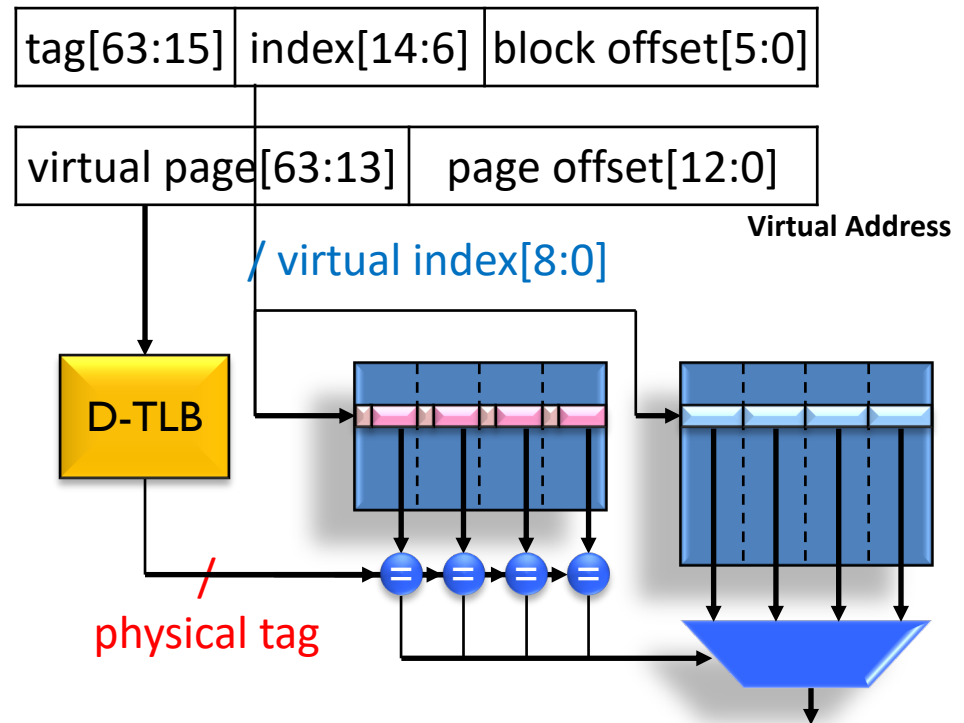 tag[63:15] index[14:6] block offset[5:0]
virtual page[63:13] page offset[12:0]
Virtual Address
/ virtual index[8:0]
D-TLB
= = = =
/
physical tag